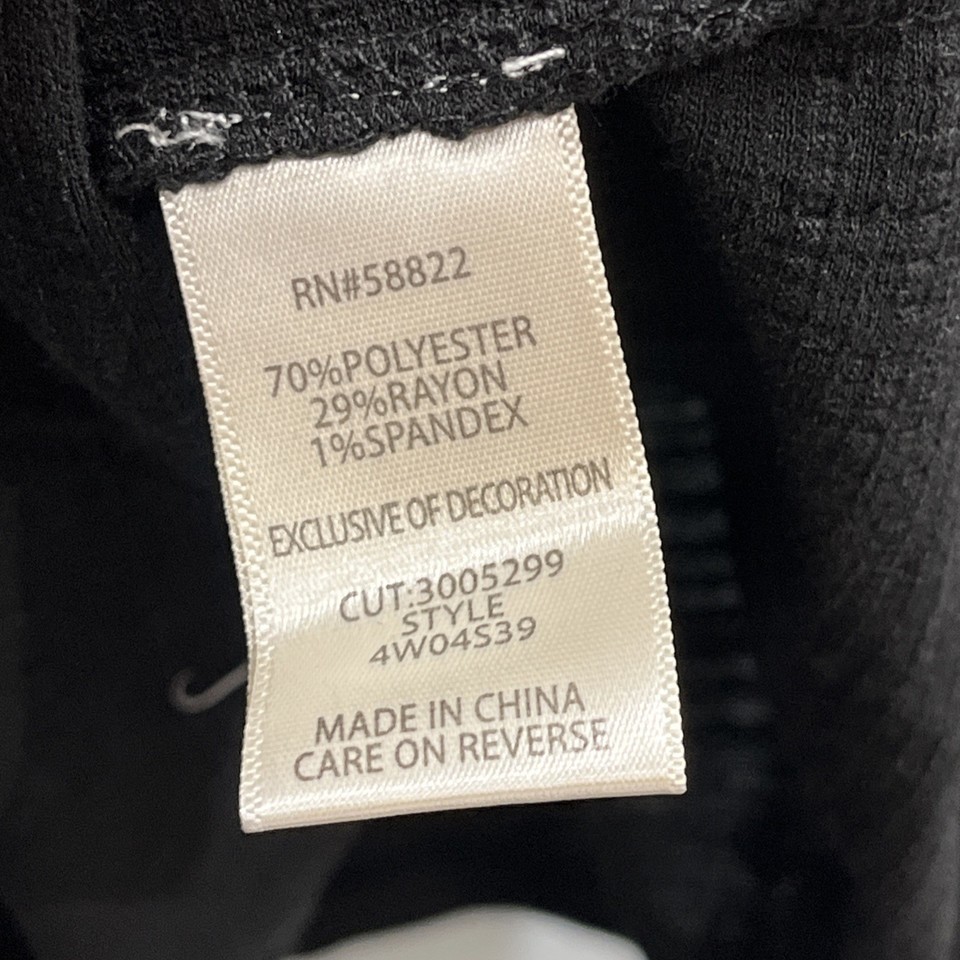 RN#58822
70%POLYESTER
29%RAYON
1%SPANDEX
EXCLUSIVE OF DECORATION
CUT:3005299
STYLE
4W04S39
MADE IN CHINA
CARE ON REVERSE